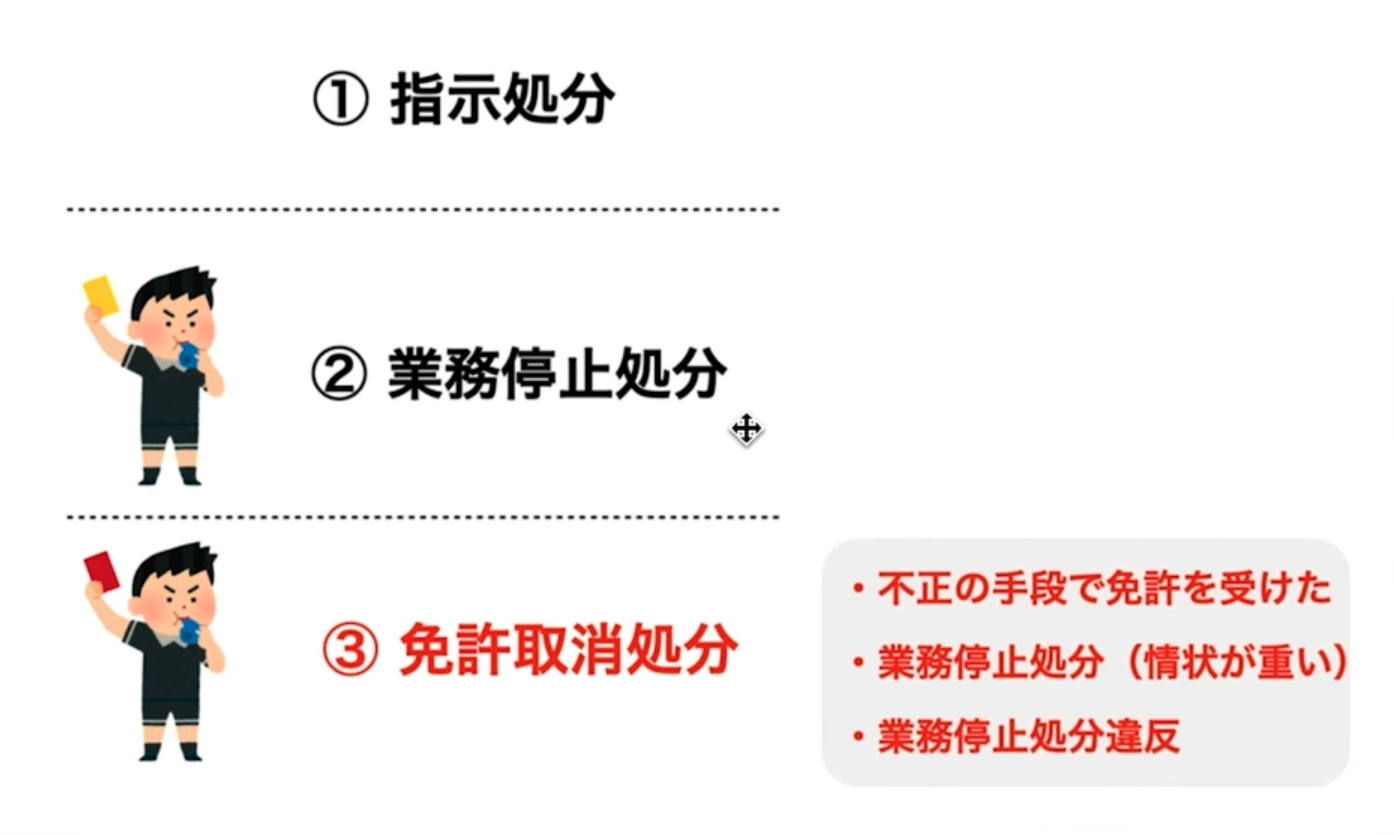 ① 指示処分
② 業務停止処分
③ 免許取消処分
・不正の手段で免許を受けた
・業務停止処分（情状が重い）
・業務停止処分違反